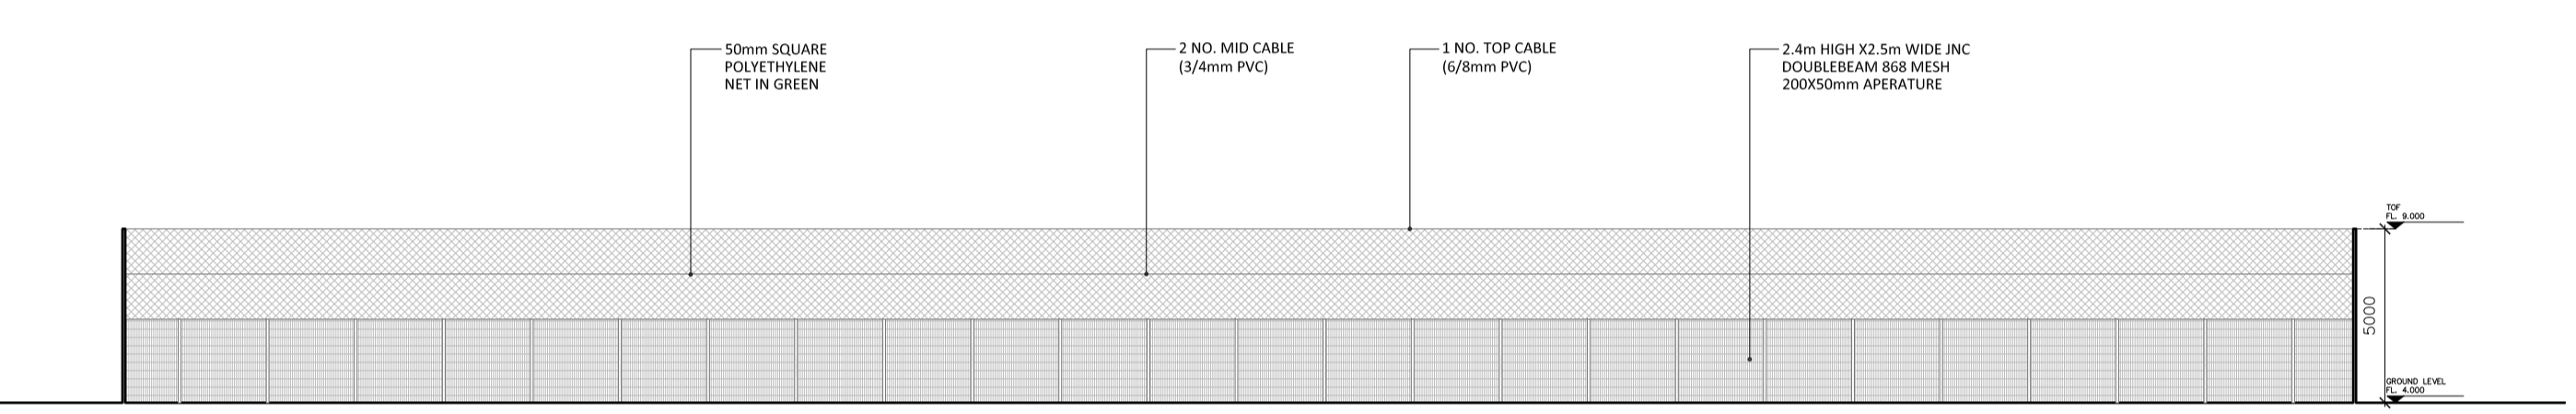 50mm SQUARE
POLYETHYLENE
NET IN GREEN
2 NO. MID CABLE
(3/4mm PVC)
1 NO. TOP CABLE
(6/8mm PVC)
2.4m HIGH X2.5m WIDE JNC
DOUBLEBEAM 868 MESH
200X50mm APERATURE
TOF
FL. 9.000
5000
GROUND LEVEL
FL. 4.000